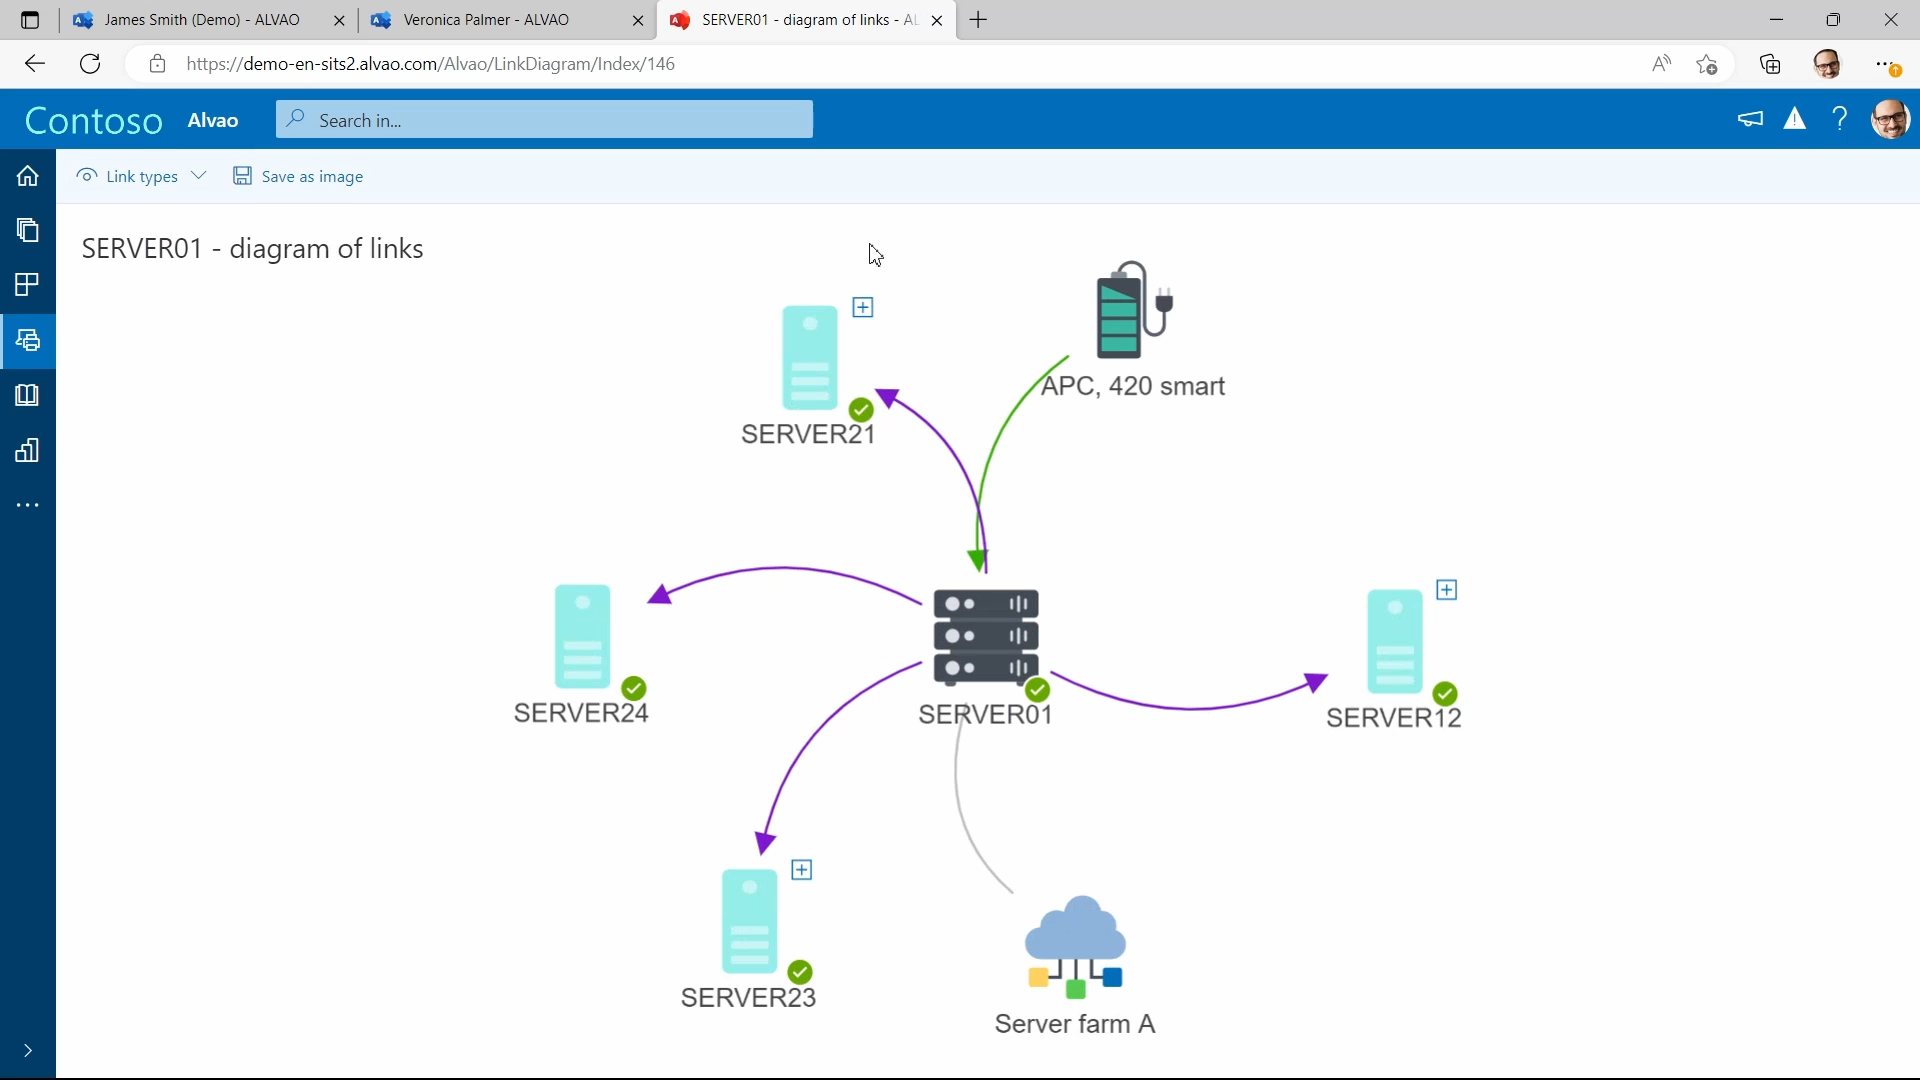 James Smith (Demo) - ALVAO
Veronica Palmer - ALVAO
SERVER01 - diagram of links - AL
https://demo-en-sits2.alvao.com/Alvao/LinkDiagram/Index/146
Contoso Alvao Search in...
Link types Save as image
SERVER01 - diagram of links
APC, 420 smart
SERVER21
SERVER24
SERVER01
SERVER12
SERVER23
Server farm A